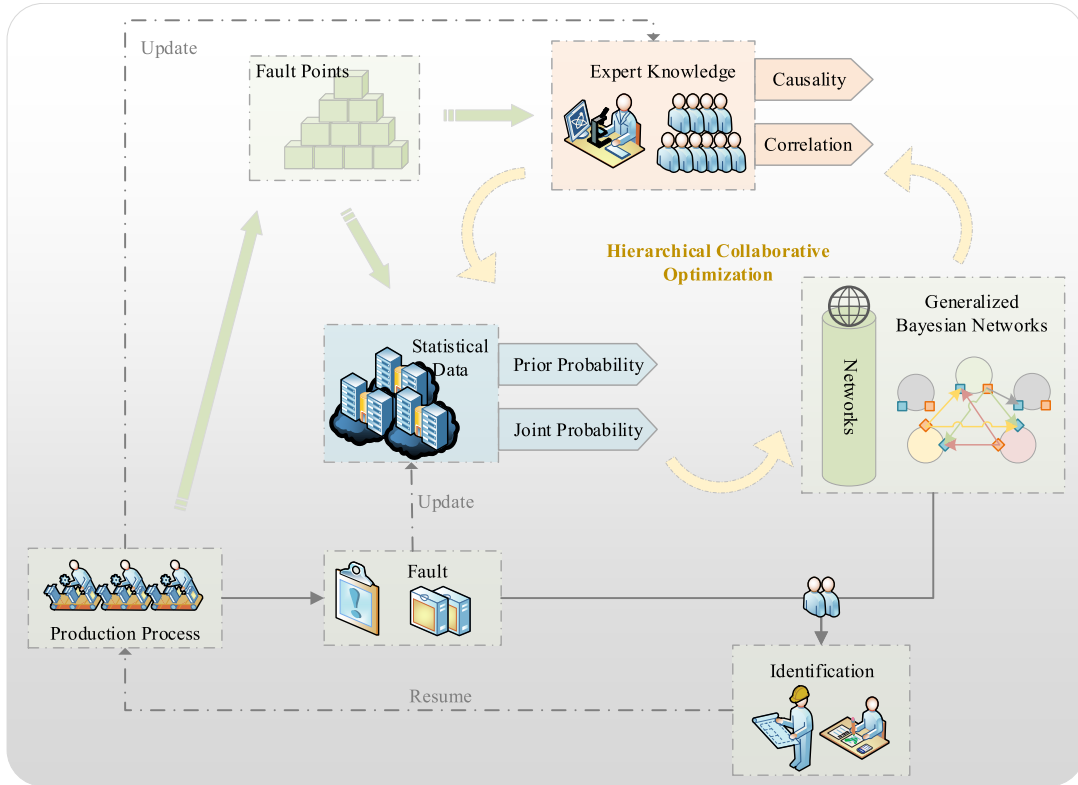 Update
Fault Points
Expert Knowledge
Causality
Correlation
Hierarchical Collaborative
Optimization
Generalized
Bayesian Networks
Networks
Statistical
Data
Prior Probability
Joint Probability
Update
Fault
Production Process
Identification
Resume